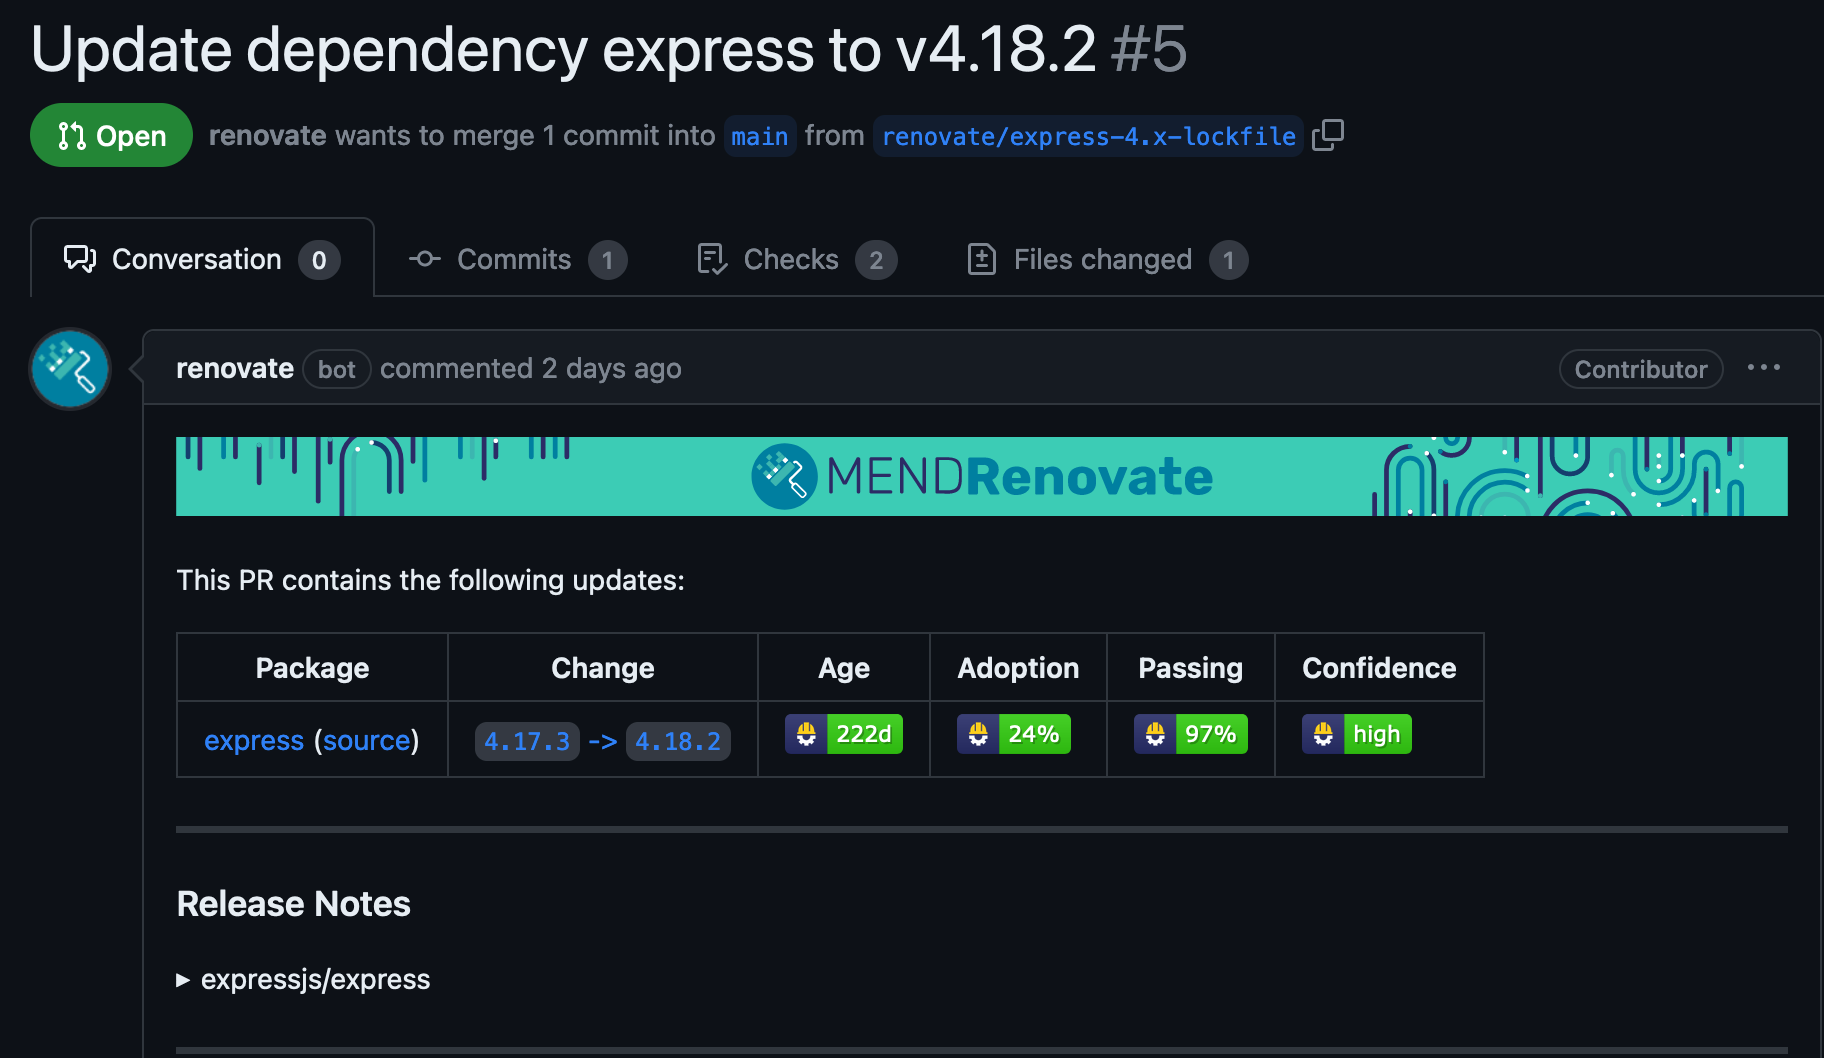 Update dependency express to v4.18.2 #5
Open renovate wants to merge 1 commit into main from renovate/express-4.x-lockfile
Conversation 0 Commits 1 Checks 2 Files changed 1
renovate bot commented 2 days ago Contributor ...
MENDRenovate
This PR contains the following updates:
Package Change Age Adoption Passing Confidence
express (source) 4.17.3 -> 4.18.2 222d 24% 97% high
Release Notes
expressjs/express